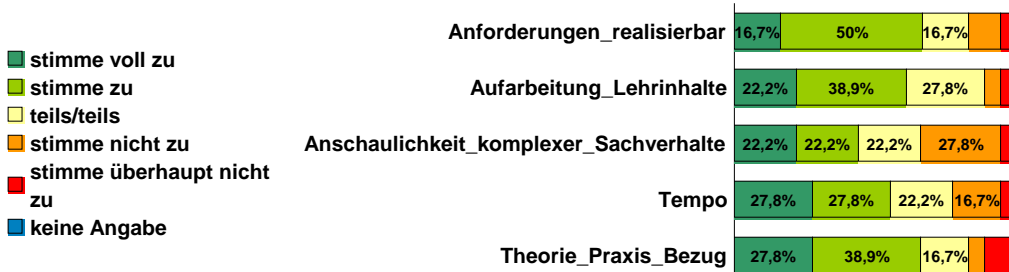 stimme voll zu
stimme zu
teils/teils
stimme nicht zu
stimme überhaupt nicht
zu
keine Angabe
Anforderungen_realisierbar 16,7% 50% 16,7%
Aufarbeitung_Lehrinhalte 22,2% 38,9% 27,8%
Anschaulichkeit_komplexer_Sachverhalte 22,2% 22,2% 22,2% 27,8%
Tempo 27,8% 27,8% 22,2% 16,7%
Theorie_Praxis_Bezug 27,8% 38,9% 16,7%